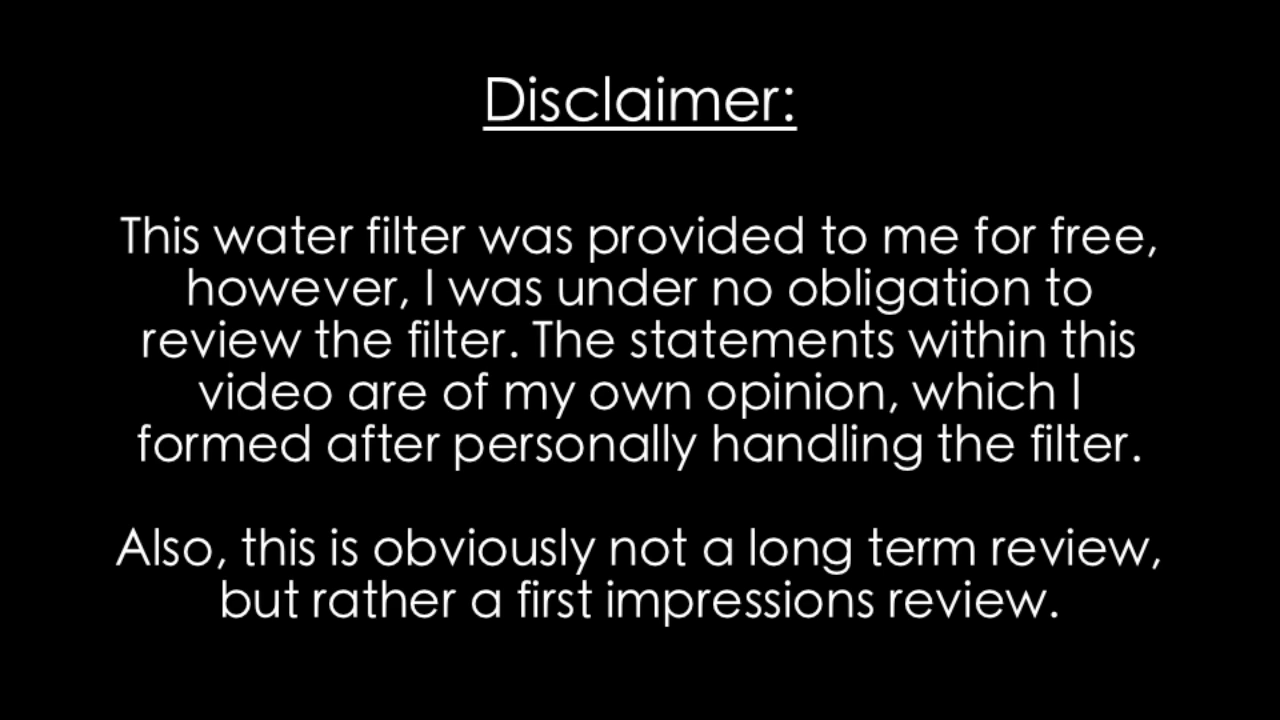 Disclaimer:
This water filter was provided to me for free,
however, I was under no obligation to
review the filter. The statements within this
video are of my own opinion, which I
formed after personally handling the filter.
Also, this is obviously not a long term review,
but rather a first impressions review.